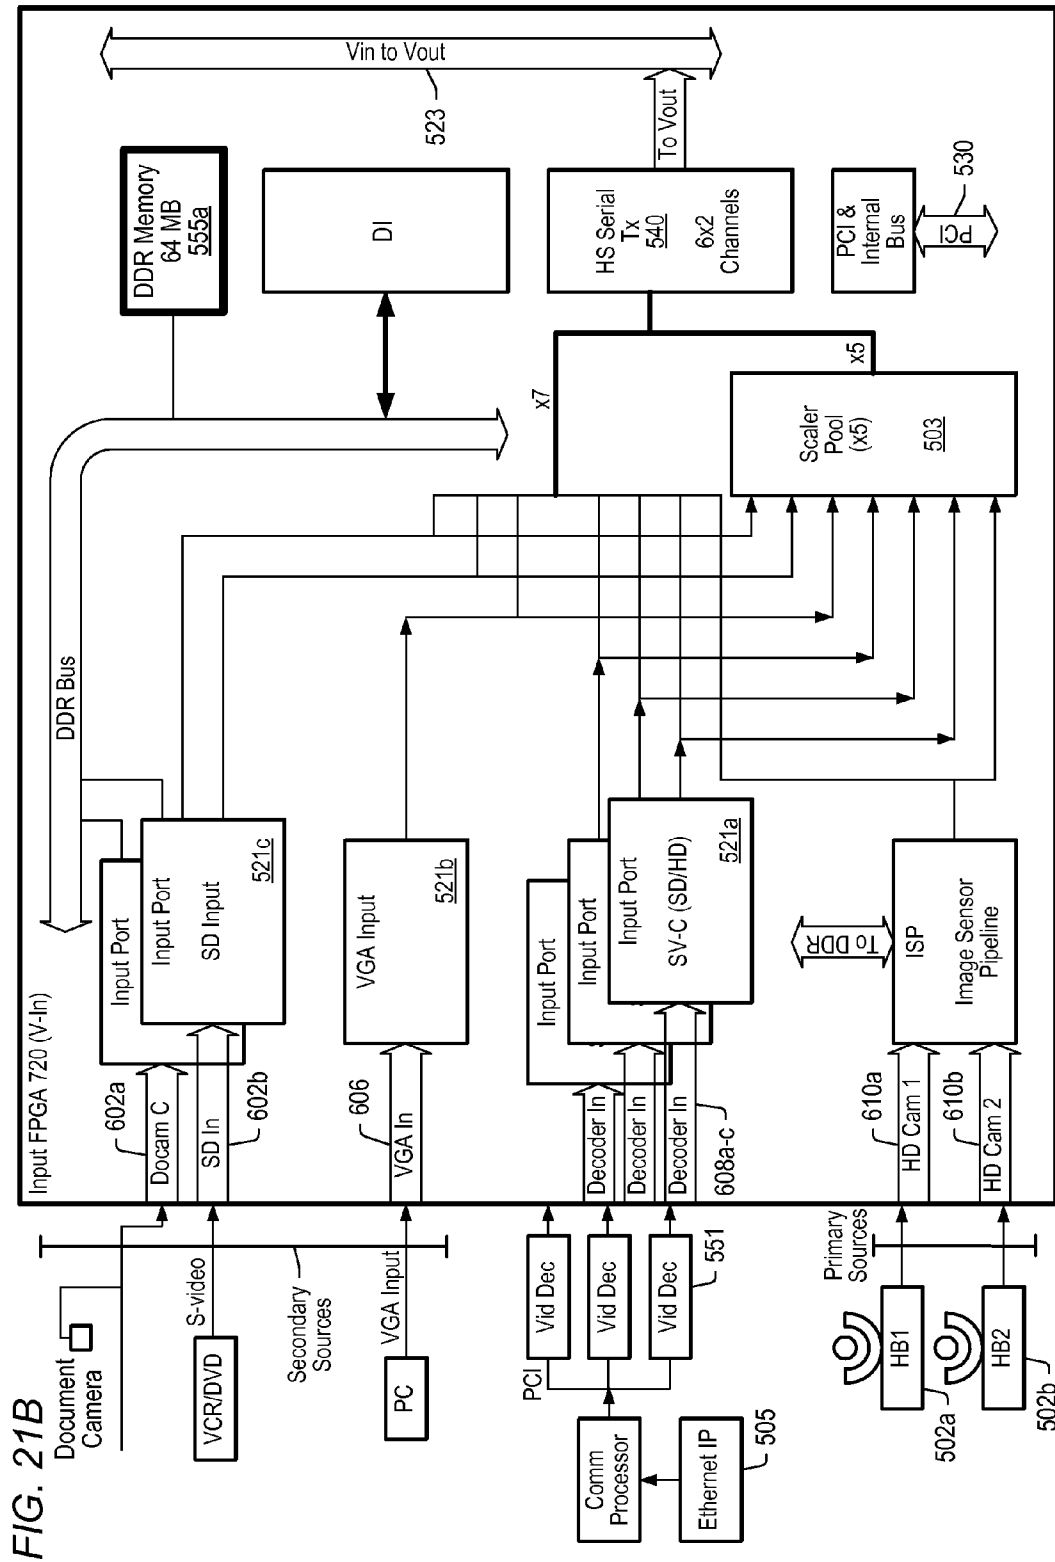 FIG. 21B
Document
Camera
VCR/DVD
S-video
Secondary
Sources
PC
VGA Input
Comm
Processor
PCI
Ethernet IP
505
Vid Dec
Vid Dec
Vid Dec
551
Primary
Sources
HB1
502a
HB2
502b
Input FPGA 720 (V-In)
602a
Docam C
SD In
602b
606
VGA In
Decoder In
Decoder In
Decoder In
608a-c
610a
HD Cam 1
610b
HD Cam 2
Input Port
Input Port
SD Input
521c
VGA Input
521b
Input Port
Input Port
Input Port
SV-C (SD/HD)
521a
To DDR
ISP
Image Sensor
Pipeline
DDR Bus
x7
x5
Scaler
Pool
(x5)
503
DDR Memory
64 MB
555a
DI
HS Serial
Tx
540
6x2
Channels
PCI &
Internal
Bus
PCI
530
To Vout
Vin to Vout
523